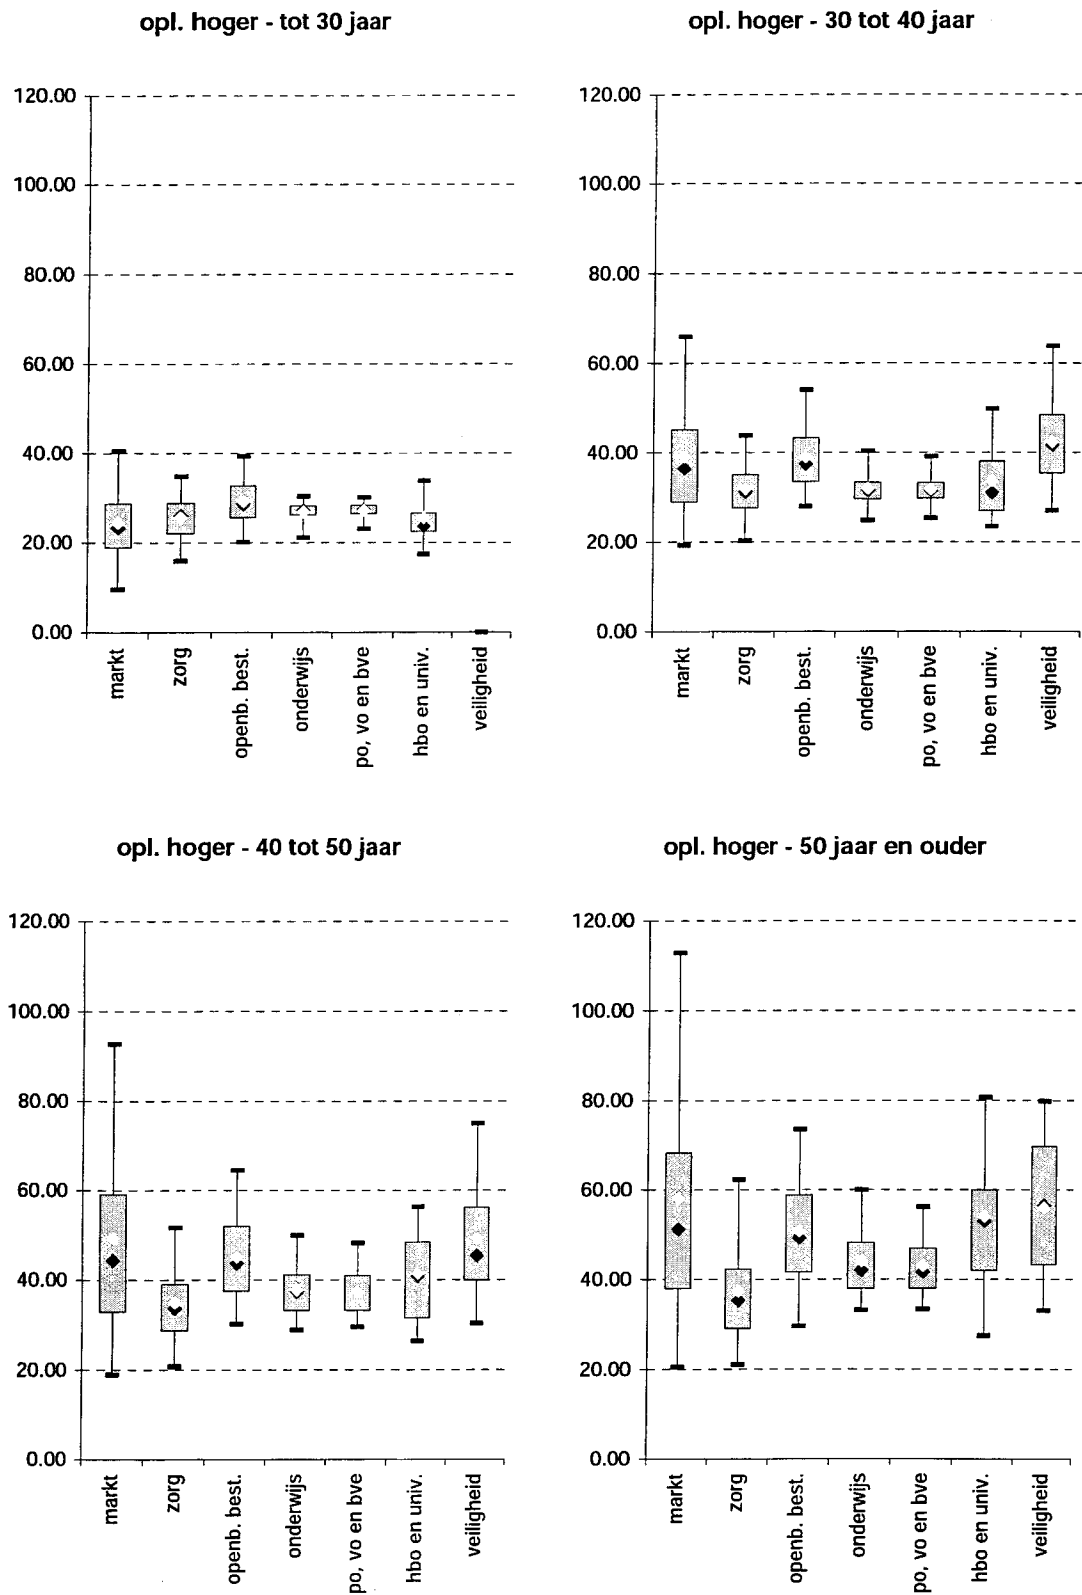 opl. hoger - tot 30 jaar
120.00
100.00
80.00
60.00
40.00
20.00
0.00
markt
zorg
openb. best.
onderwijs
po, vo en bve
hbo en univ.
veiligheid
opl. hoger - 30 tot 40 jaar
120.00
100.00
80.00
60.00
40.00
20.00
0.00
markt
zorg
openb. best.
onderwijs
po, vo en bve
hbo en univ.
veiligheid
opl. hoger - 40 tot 50 jaar
120.00
100.00
80.00
60.00
40.00
20.00
0.00
markt
zorg
openb. best.
onderwijs
po, vo en bve
hbo en univ.
veiligheid
opl. hoger - 50 jaar en ouder
120.00
100.00
80.00
60.00
40.00
20.00
0.00
markt
zorg
openb. best.
onderwijs
po, vo en bve
hbo en univ.
veiligheid